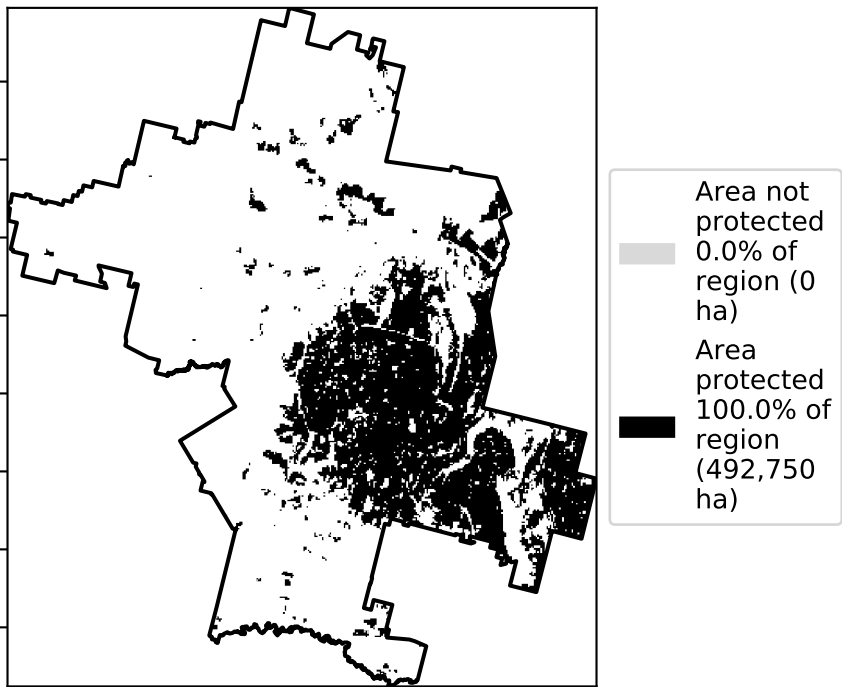 Area not
protected
0.0% of
region (0
ha)
Area
protected
100.0% of
region
(492,750
ha)